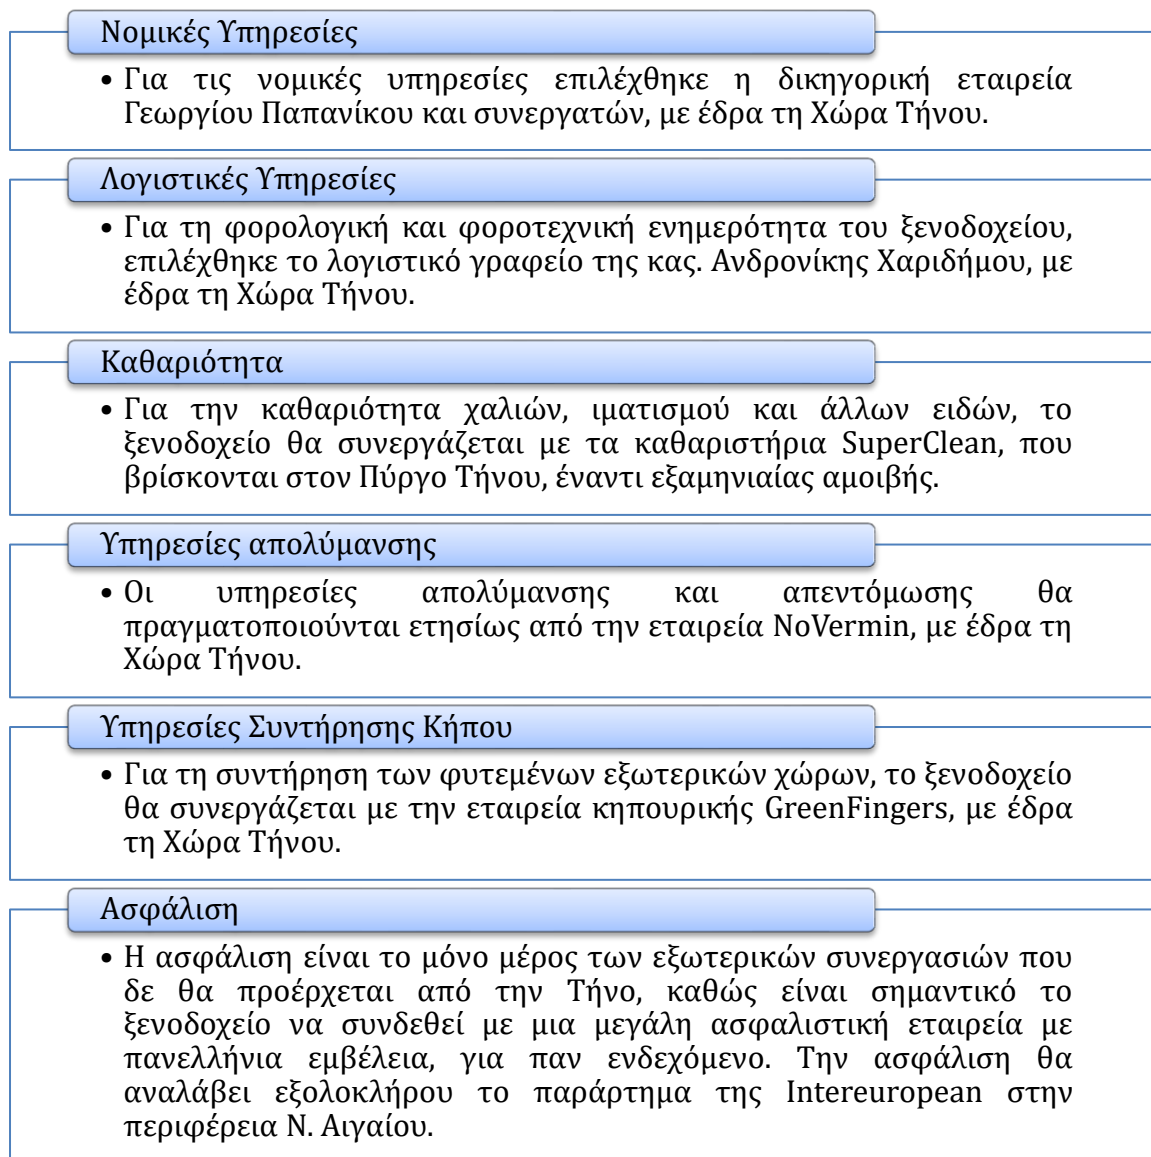 Νομικές Υπηρεσίες
• Για τις νομικές υπηρεσίες επιλέχθηκε η δικηγορική εταιρεία
Γεωργίου Παπανίκου και συνεργατών, με έδρα τη Χώρα Τήνου.
Λογιστικές Υπηρεσίες
• Για τη φορολογική και φοροτεχνική ενημερότητα του ξενοδοχείου,
επιλέχθηκε το λογιστικό γραφείο της κας. Ανδρονίκης Χαριδήμου, με
έδρα τη Χώρα Τήνου.
Καθαριότητα
• Για την καθαριότητα χαλιών, ιματισμού και άλλων ειδών, το
ξενοδοχείο θα συνεργάζεται με τα καθαριστήρια SuperClean, που
βρίσκονται στον Πύργο Τήνου, έναντι εξαμηνιαίας αμοιβής.
Υπηρεσίες απολύμανσης
• Οι υπηρεσίες απολύμανσης και απεντόμωσης θα
πραγματοποιούνται ετησίως από την εταιρεία NoVermin, με έδρα τη
Χώρα Τήνου.
Υπηρεσίες Συντήρησης Κήπου
• Για τη συντήρηση των φυτεμένων εξωτερικών χώρων, το ξενοδοχείο
θα συνεργάζεται με την εταιρεία κηπουρικής GreenFingers, με έδρα
τη Χώρα Τήνου.
Ασφάλιση
• Η ασφάλιση είναι το μόνο μέρος των εξωτερικών συνεργασιών που
δε θα προέρχεται από την Τήνο, καθώς είναι σημαντικό το
ξενοδοχείο να συνδεθεί με μια μεγάλη ασφαλιστική εταιρεία με
πανελλήνια εμβέλεια, για παν ενδεχόμενο. Την ασφάλιση θα
αναλάβει εξολοκλήρου το παράρτημα της Intereuropean στην
περιφέρεια Ν. Αιγαίου.